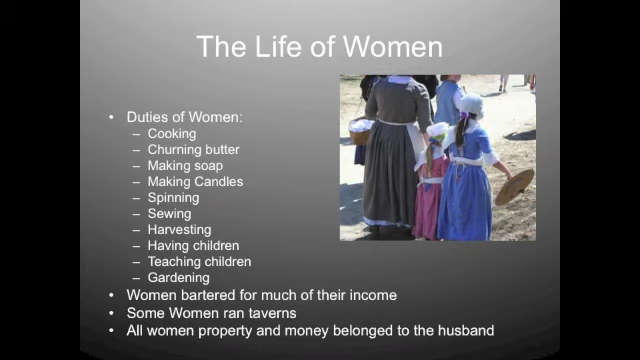 The Life of Women
• Duties of Women:
– Cooking
– Churning butter
– Making soap
– Making Candles
– Spinning
– Sewing
– Harvesting
– Having children
– Teaching children
– Gardening
• Women bartered for much of their income
• Some Women ran taverns
• All women property and money belonged to the husband